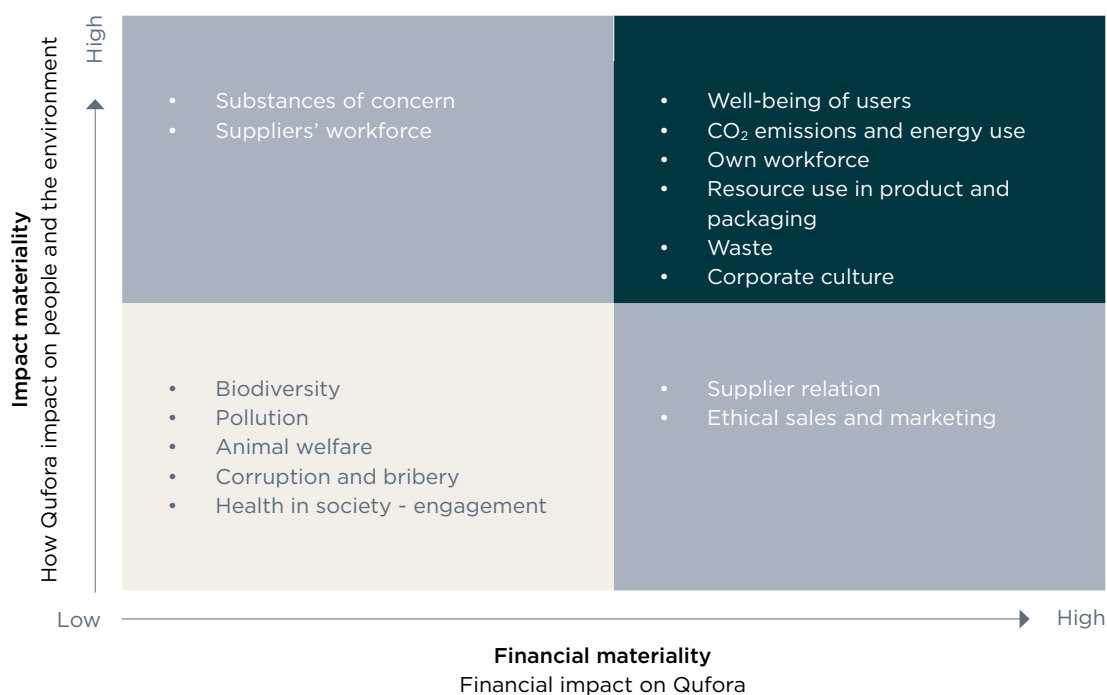 High
Impact materiality
How Qufora impact on people and the environment
• Substances of concern
• Suppliers’ workforce
• Well-being of users
• CO₂ emissions and energy use
• Own workforce
• Resource use in product and
packaging
• Waste
• Corporate culture
• Biodiversity
• Pollution
• Animal welfare
• Corruption and bribery
• Health in society - engagement
• Supplier relation
• Ethical sales and marketing
Low
High
Financial materiality
Financial impact on Qufora